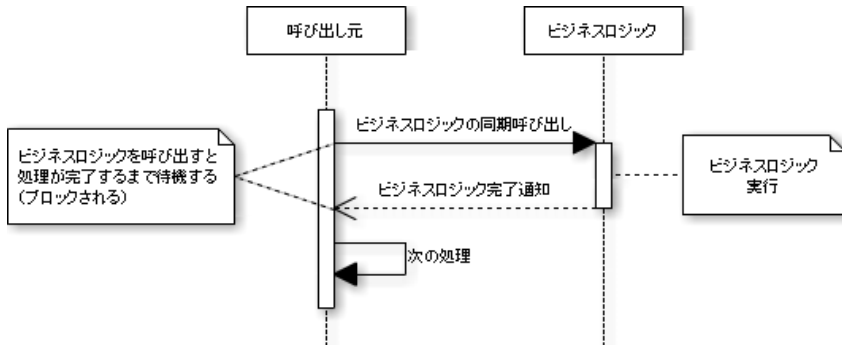 呼び出し元
ビジネスロジック
ビジネスロジックの同期呼び出し
ビジネスロジックを呼び出すと
処理が完了するまで待機する
(ブロックされる)
ビジネスロジック
実行
ビジネスロジック完了通知
次の処理